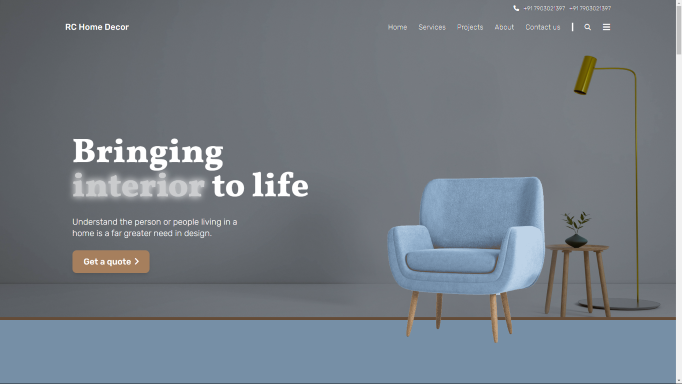 +91 7903021397 +91 7903021397
RC Home Decor
Home Services Projects About Contact us
Bringing
interior to life
Understand the person or people living in a
home is a far greater need in design.
Get a quote